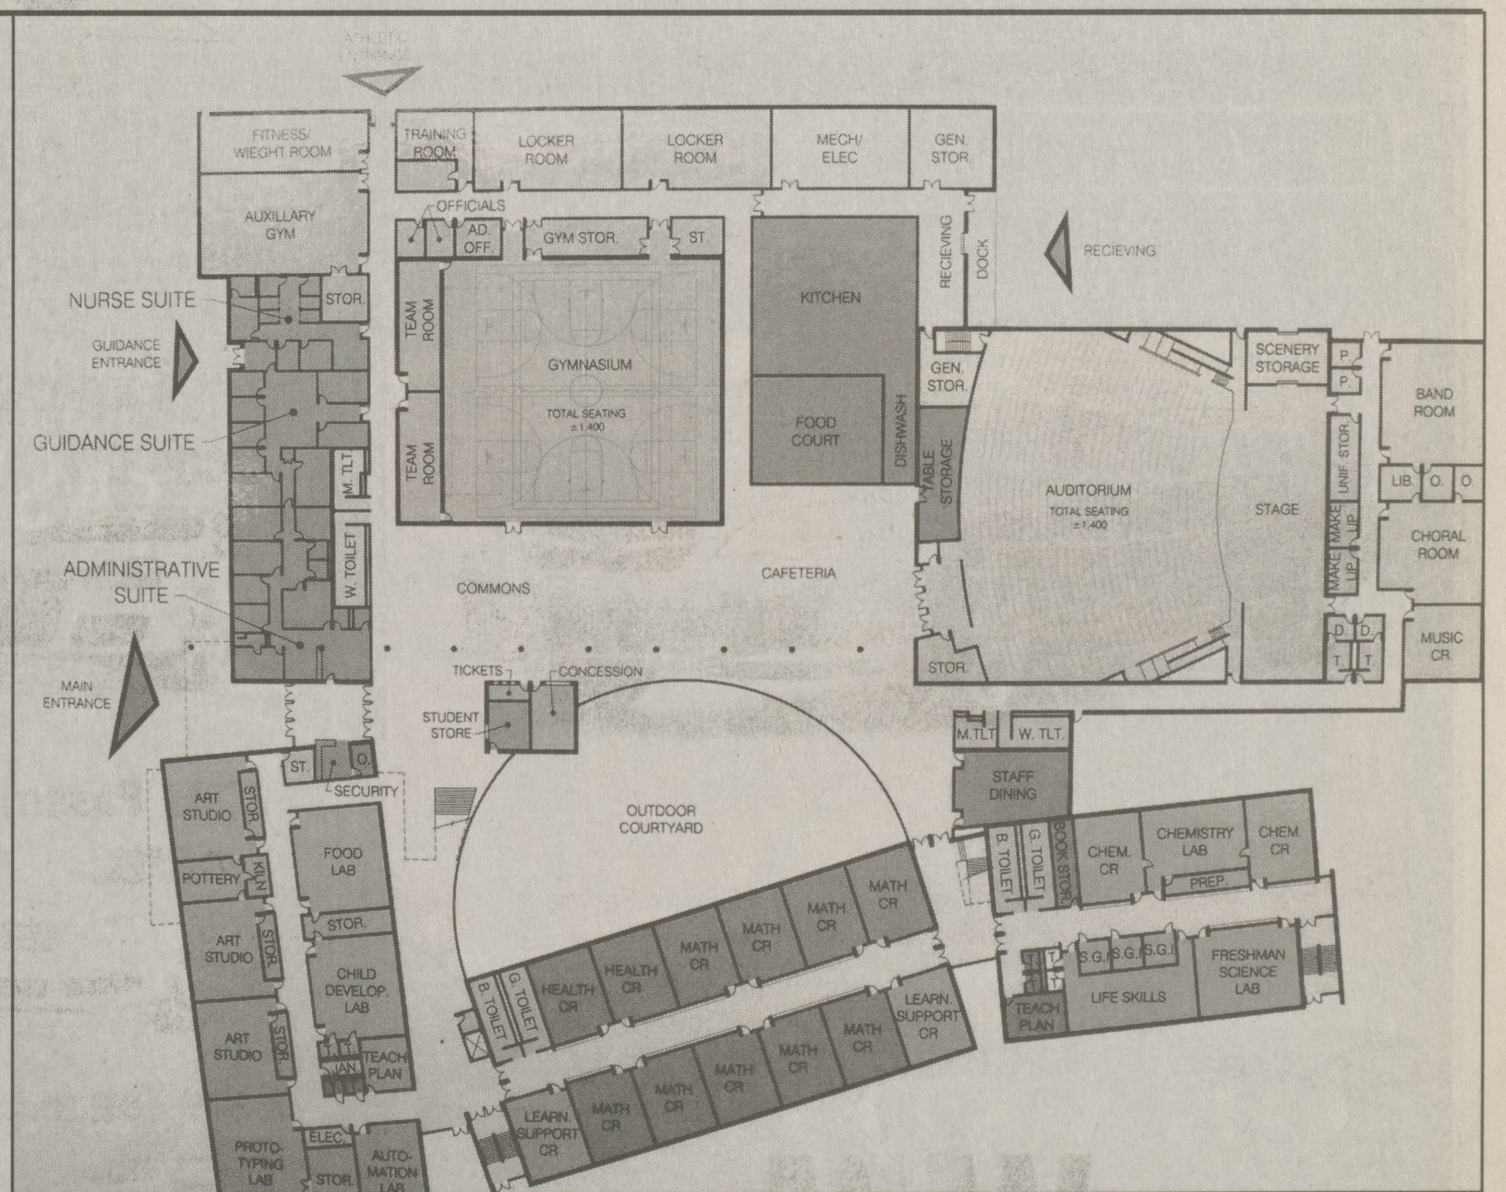 ATHLETIC
ENTRANCE
FITNESS/
WIEGHT ROOM
TRAINING
ROOM
LOCKER
ROOM
LOCKER
ROOM
MECH/
ELEC
GEN.
STOR.
AUXILLARY
GYM
OFFICIALS
AD.
OFF.
GYM STOR.
ST.
RECIEVING
DOCK
RECIEVING
NURSE SUITE
STOR.
GUIDANCE
ENTRANCE
GUIDANCE SUITE
TEAM
ROOM
TEAM
ROOM
GYMNASIUM
TOTAL SEATING
±1,400
KITCHEN
FOOD
COURT
DISHWASH
GEN.
STOR.
TABLE
STORAGE
AUDITORIUM
TOTAL SEATING
±1,400
STAGE
SCENERY
STORAGE
P.
P.
BAND
ROOM
UNIF. STOR.
LIB.
O.
O.
MAKE
UP
MAKE
UP
CHORAL
ROOM
MUSIC
CR.
D
D
T.
T.
STOR.
M. TLT
W. TOILET
ADMINISTRATIVE
SUITE
COMMONS
CAFETERIA
MAIN
ENTRANCE
TICKETS
CONCESSION
STUDENT
STORE
ST.
O.
SECURITY
OUTDOOR
COURTYARD
M.TLT
W. TLT.
STAFF
DINING
ART
STUDIO
STOR.
FOOD
LAB
POTTERY
KILN
STOR.
ART
STUDIO
STOR.
CHILD
DEVELOP.
LAB
ART
STUDIO
STOR.
T.
T.
JAN.
TEACH
PLAN
PROTO-
TYPING
LAB
ELEC.
STOR.
AUTO-
MATION
LAB
B. TOILET
G. TOILET
HEALTH
CR
HEALTH
CR
MATH
CR
MATH
CR
MATH
CR
MATH
CR
LEARN.
SUPPORT
CR
MATH
CR
MATH
CR
MATH
CR
MATH
CR
MATH
CR
LEARN.
SUPPORT
CR
B. TOILET
G. TOILET
BOOK STOR.
CHEM.
CR
CHEMISTRY
LAB
PREP.
CHEM.
CR
T
T
T
T
S.G.I
S.G.I
S.G.I
TEACH
PLAN
LIFE SKILLS
FRESHMAN
SCIENCE
LAB